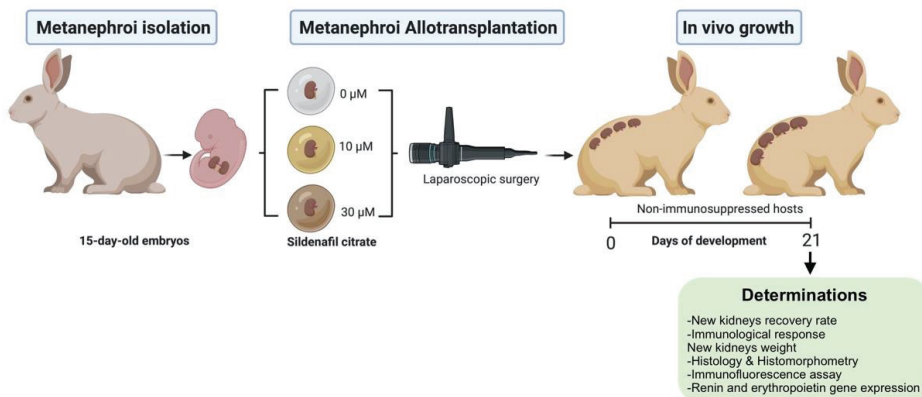 Metanephroi isolation
Metanephroi Allotransplantation
In vivo growth
0 µM
10 µM
30 µM
Laparoscopic surgery
15-day-old embryos
Sildenafil citrate
Non-immunosuppressed hosts
0
Days of development
21
Determinations
-New kidneys recovery rate
-Immunological response
New kidneys weight
-Histology & Histomorphometry
-Immunofluorescence assay
-Renin and erythropoietin gene expression